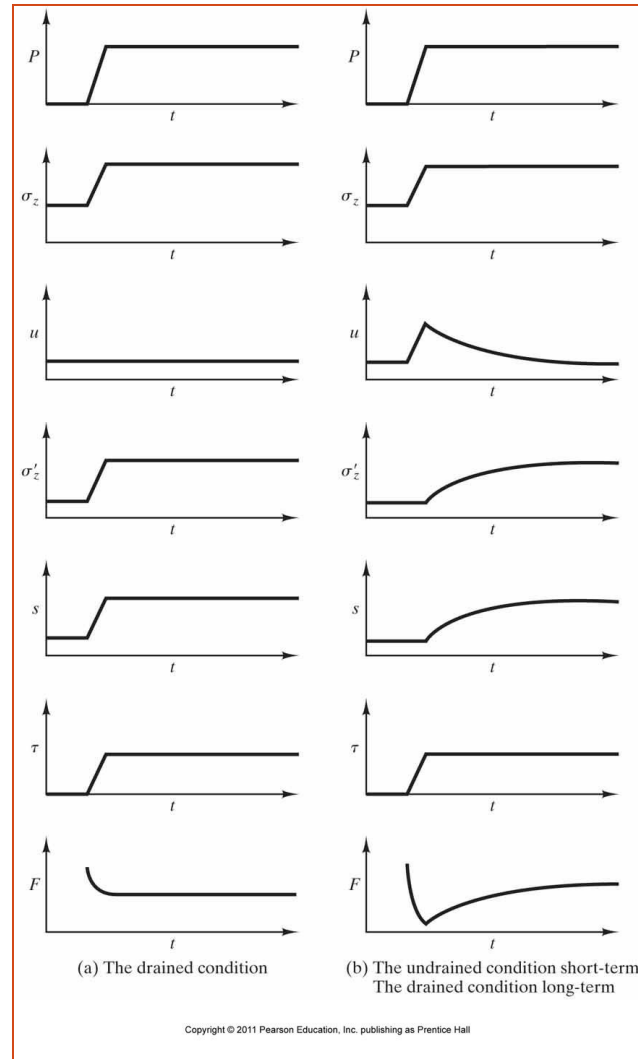 P
t
P
t
σz
t
σz
t
u
t
u
t
σ′z
t
σ′z
t
s
t
s
t
τ
t
τ
t
F
t
F
t
(a) The drained condition
(b) The undrained condition short-term
The drained condition long-term
Copyright © 2011 Pearson Education, Inc. publishing as Prentice Hall